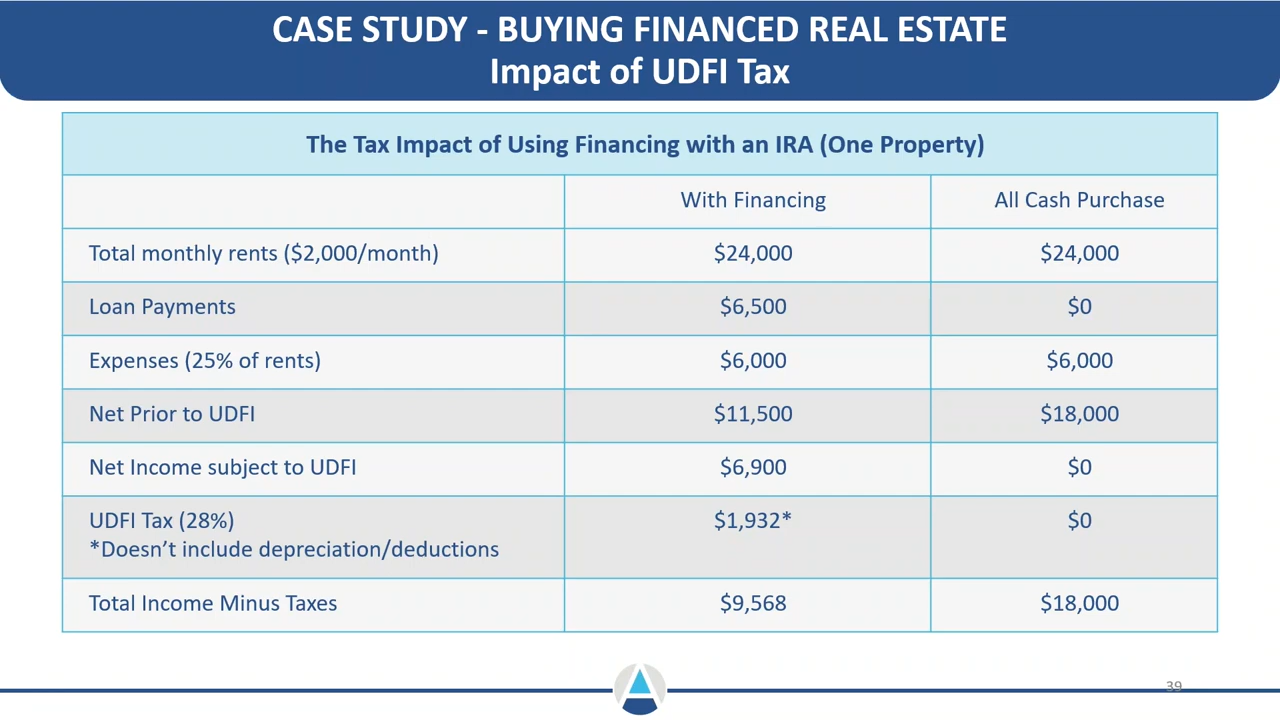 CASE STUDY - BUYING FINANCED REAL ESTATE
Impact of UDFI Tax
The Tax Impact of Using Financing with an IRA (One Property)
With Financing All Cash Purchase
Total monthly rents ($2,000/month) $24,000 $24,000
Loan Payments $6,500 $0
Expenses (25% of rents) $6,000 $6,000
Net Prior to UDFI $11,500 $18,000
Net Income subject to UDFI $6,900 $0
UDFI Tax (28%) $1,932* $0
*Doesn’t include depreciation/deductions
Total Income Minus Taxes $9,568 $18,000
39